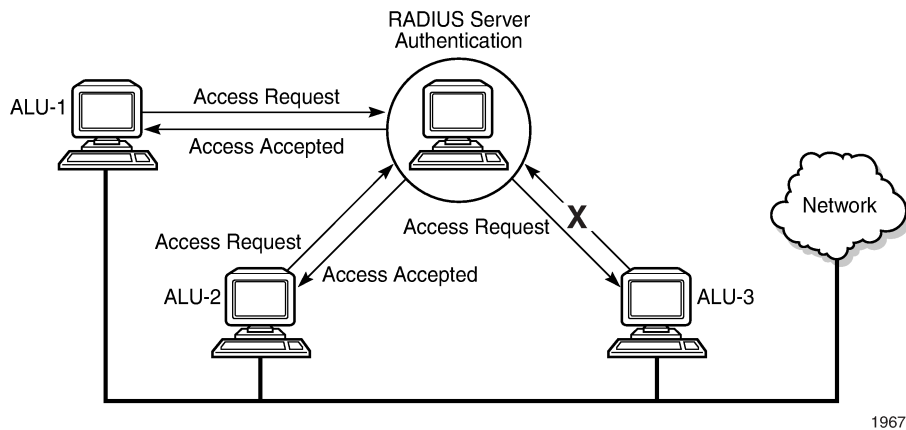 RADIUS Server
Authentication
ALU-1
Access Request
Access Accepted
Network
Access Request
X
Access Request
Access Accepted
ALU-2
ALU-3
1967